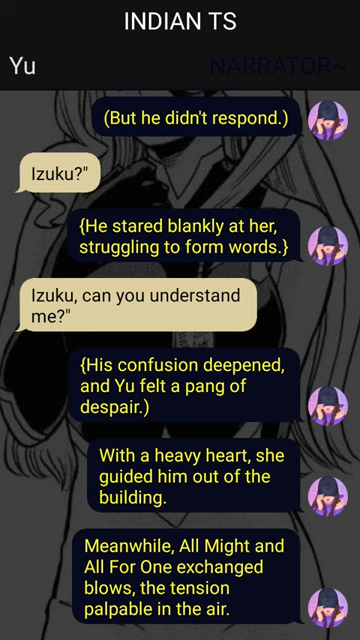 INDIAN TS
Yu
NARRATOR~
(But he didn't respond.)
Izuku?"
{He stared blankly at her,
struggling to form words.}
Izuku, can you understand
me?"
{His confusion deepened,
and Yu felt a pang of
despair.)
With a heavy heart, she
guided him out of the
building.
Meanwhile, All Might and
All For One exchanged
blows, the tension
palpable in the air.